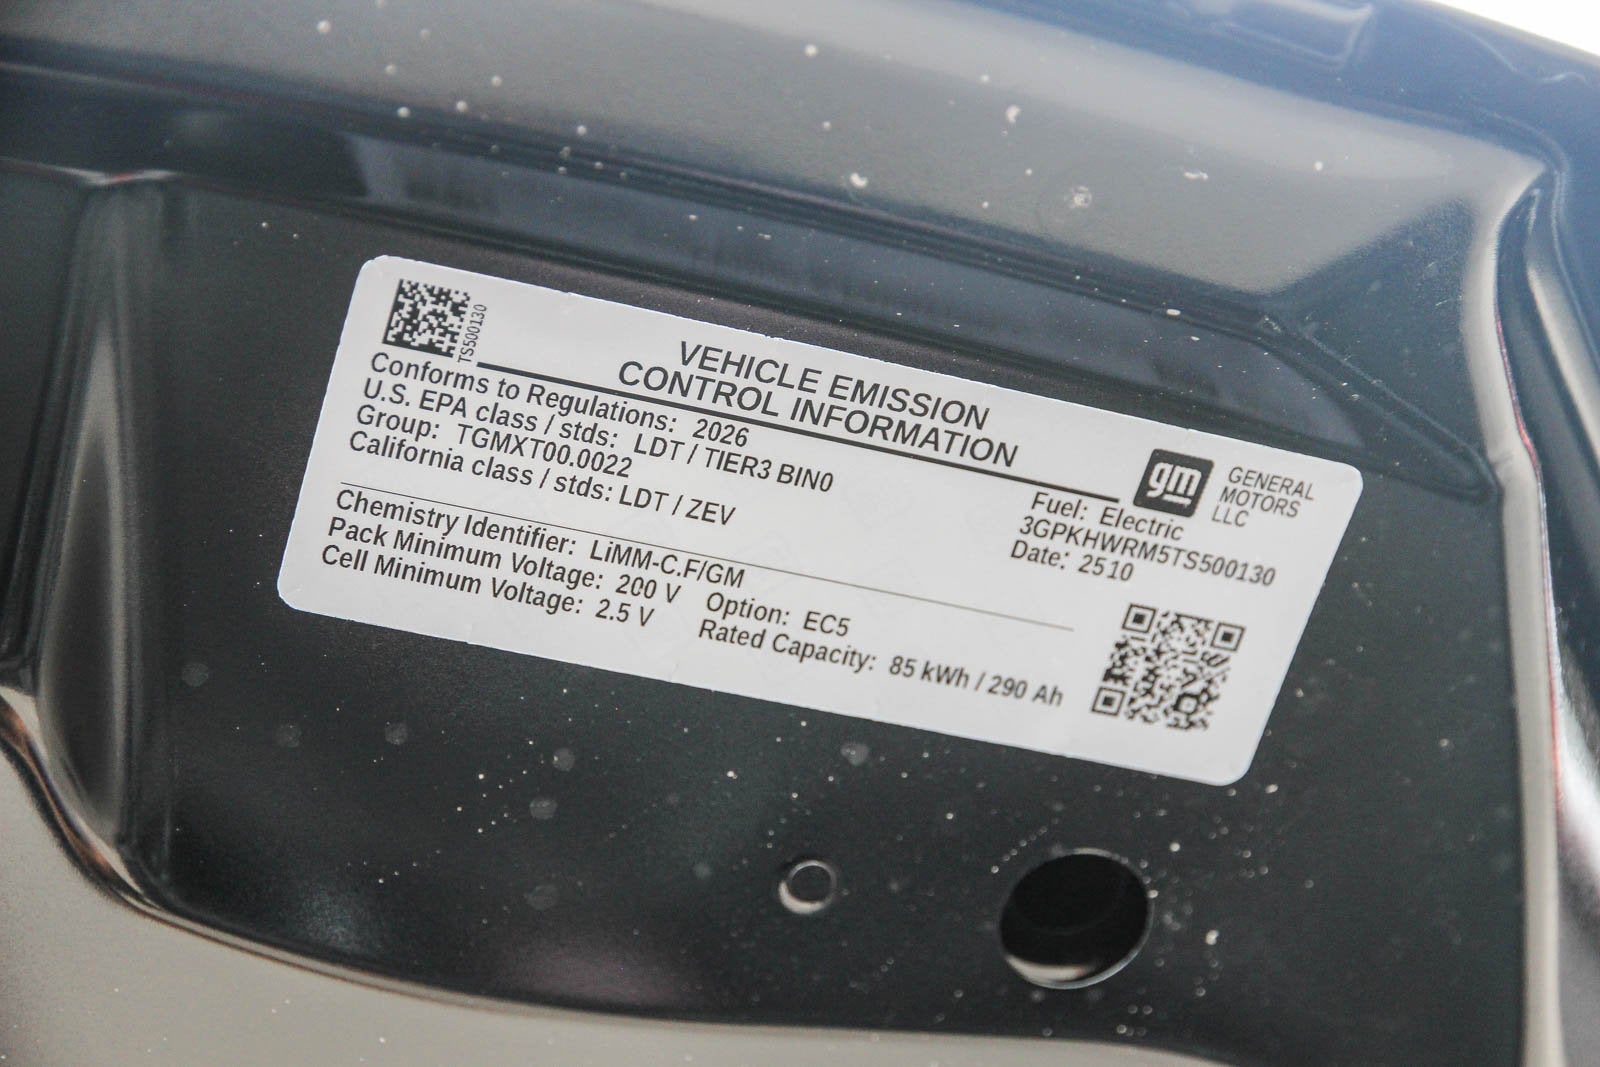 TS500130
VEHICLE EMISSION
CONTROL INFORMATION
gm
GENERAL
MOTORS
LLC
Conforms to Regulations: 2026
U.S. EPA class / stds: LDT / TIER3 BIN0
Group: TGMXT00.0022
California class / stds: LDT / ZEV
Fuel: Electric
3GPKHWRM5TS500130
Date: 2510
Chemistry Identifier: LiMM-C.F/GM
Pack Minimum Voltage: 200 V Option: EC5
Cell Minimum Voltage: 2.5 V Rated Capacity: 85 kWh / 290 Ah